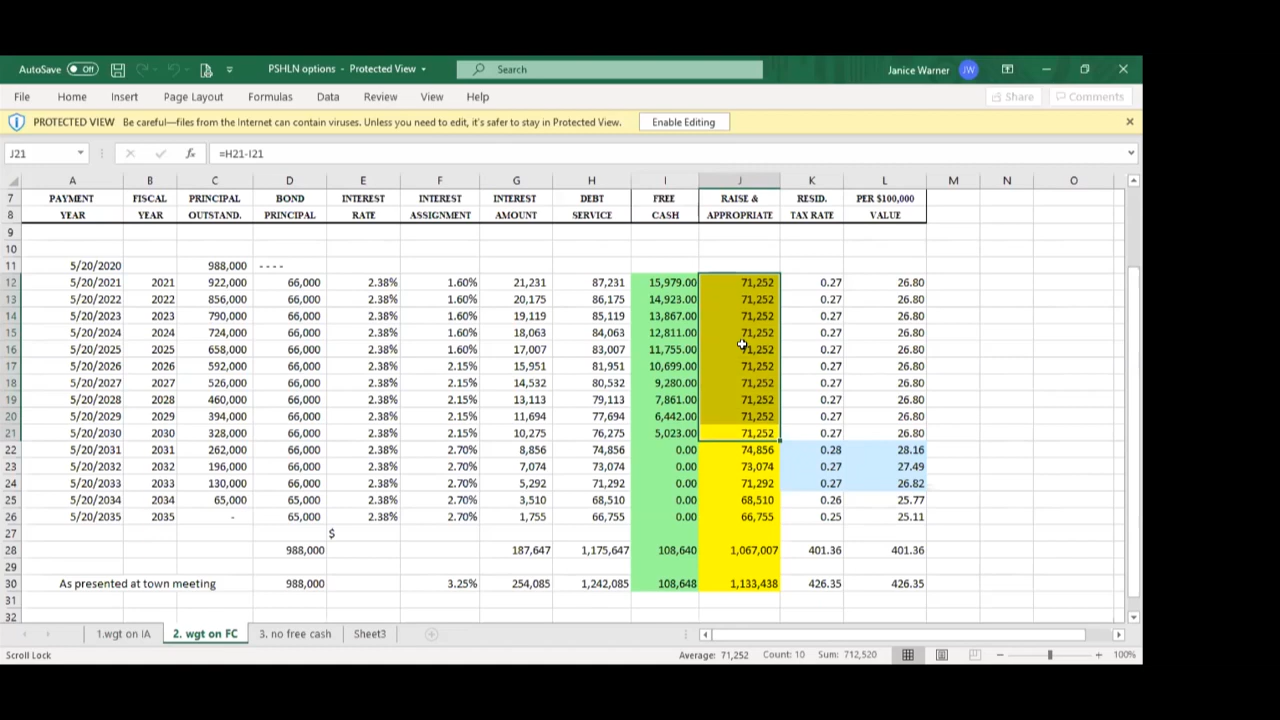 AutoSave Off PSHLN options - Protected View Search Janice Warner JW
File Home Insert Page Layout Formulas Data Review View Help Share Comments
PROTECTED VIEW Be careful—files from the Internet can contain viruses. Unless you need to edit, it's safer to stay in Protected View. Enable Editing
J21 fx =H21-I21
A B C D E F G H I J K L M N O
7 PAYMENT FISCAL PRINCIPAL BOND INTEREST INTEREST INTEREST DEBT FREE RAISE & RESID. PER $100,000
8 YEAR YEAR OUTSTAND. PRINCIPAL RATE ASSIGNMENT AMOUNT SERVICE CASH APPROPRIATE TAX RATE VALUE
9
10
11 5/20/2020 988,000 - - - -
12 5/20/2021 2021 922,000 66,000 2.38% 1.60% 21,231 87,231 15,979.00 71,252 0.27 26.80
13 5/20/2022 2022 856,000 66,000 2.38% 1.60% 20,175 86,175 14,923.00 71,252 0.27 26.80
14 5/20/2023 2023 790,000 66,000 2.38% 1.60% 19,119 85,119 13,867.00 71,252 0.27 26.80
15 5/20/2024 2024 724,000 66,000 2.38% 1.60% 18,063 84,063 12,811.00 71,252 0.27 26.80
16 5/20/2025 2025 658,000 66,000 2.38% 1.60% 17,007 83,007 11,755.00 71,252 0.27 26.80
17 5/20/2026 2026 592,000 66,000 2.38% 2.15% 15,951 81,951 10,699.00 71,252 0.27 26.80
18 5/20/2027 2027 526,000 66,000 2.38% 2.15% 14,532 80,532 9,280.00 71,252 0.27 26.80
19 5/20/2028 2028 460,000 66,000 2.38% 2.15% 13,113 79,113 7,861.00 71,252 0.27 26.80
20 5/20/2029 2029 394,000 66,000 2.38% 2.15% 11,694 77,694 6,442.00 71,252 0.27 26.80
21 5/20/2030 2030 328,000 66,000 2.38% 2.15% 10,275 76,275 5,023.00 71,252 0.27 26.80
22 5/20/2031 2031 262,000 66,000 2.38% 2.70% 8,856 74,856 0.00 74,856 0.28 28.16
23 5/20/2032 2032 196,000 66,000 2.38% 2.70% 7,074 73,074 0.00 73,074 0.27 27.49
24 5/20/2033 2033 130,000 66,000 2.38% 2.70% 5,292 71,292 0.00 71,292 0.27 26.82
25 5/20/2034 2034 65,000 65,000 2.38% 2.70% 3,510 68,510 0.00 68,510 0.26 25.77
26 5/20/2035 2035 - 65,000 2.38% 2.70% 1,755 66,755 0.00 66,755 0.25 25.11
27 $
28 988,000 187,647 1,175,647 108,640 1,067,007 401.36 401.36
29
30 As presented at town meeting 988,000 3.25% 254,085 1,242,085 108,648 1,133,438 426.35 426.35
31
32
1.wgt on IA 2. wgt on FC 3. no free cash Sheet3
Scroll Lock Average: 71,252 Count: 10 Sum: 712,520 100%